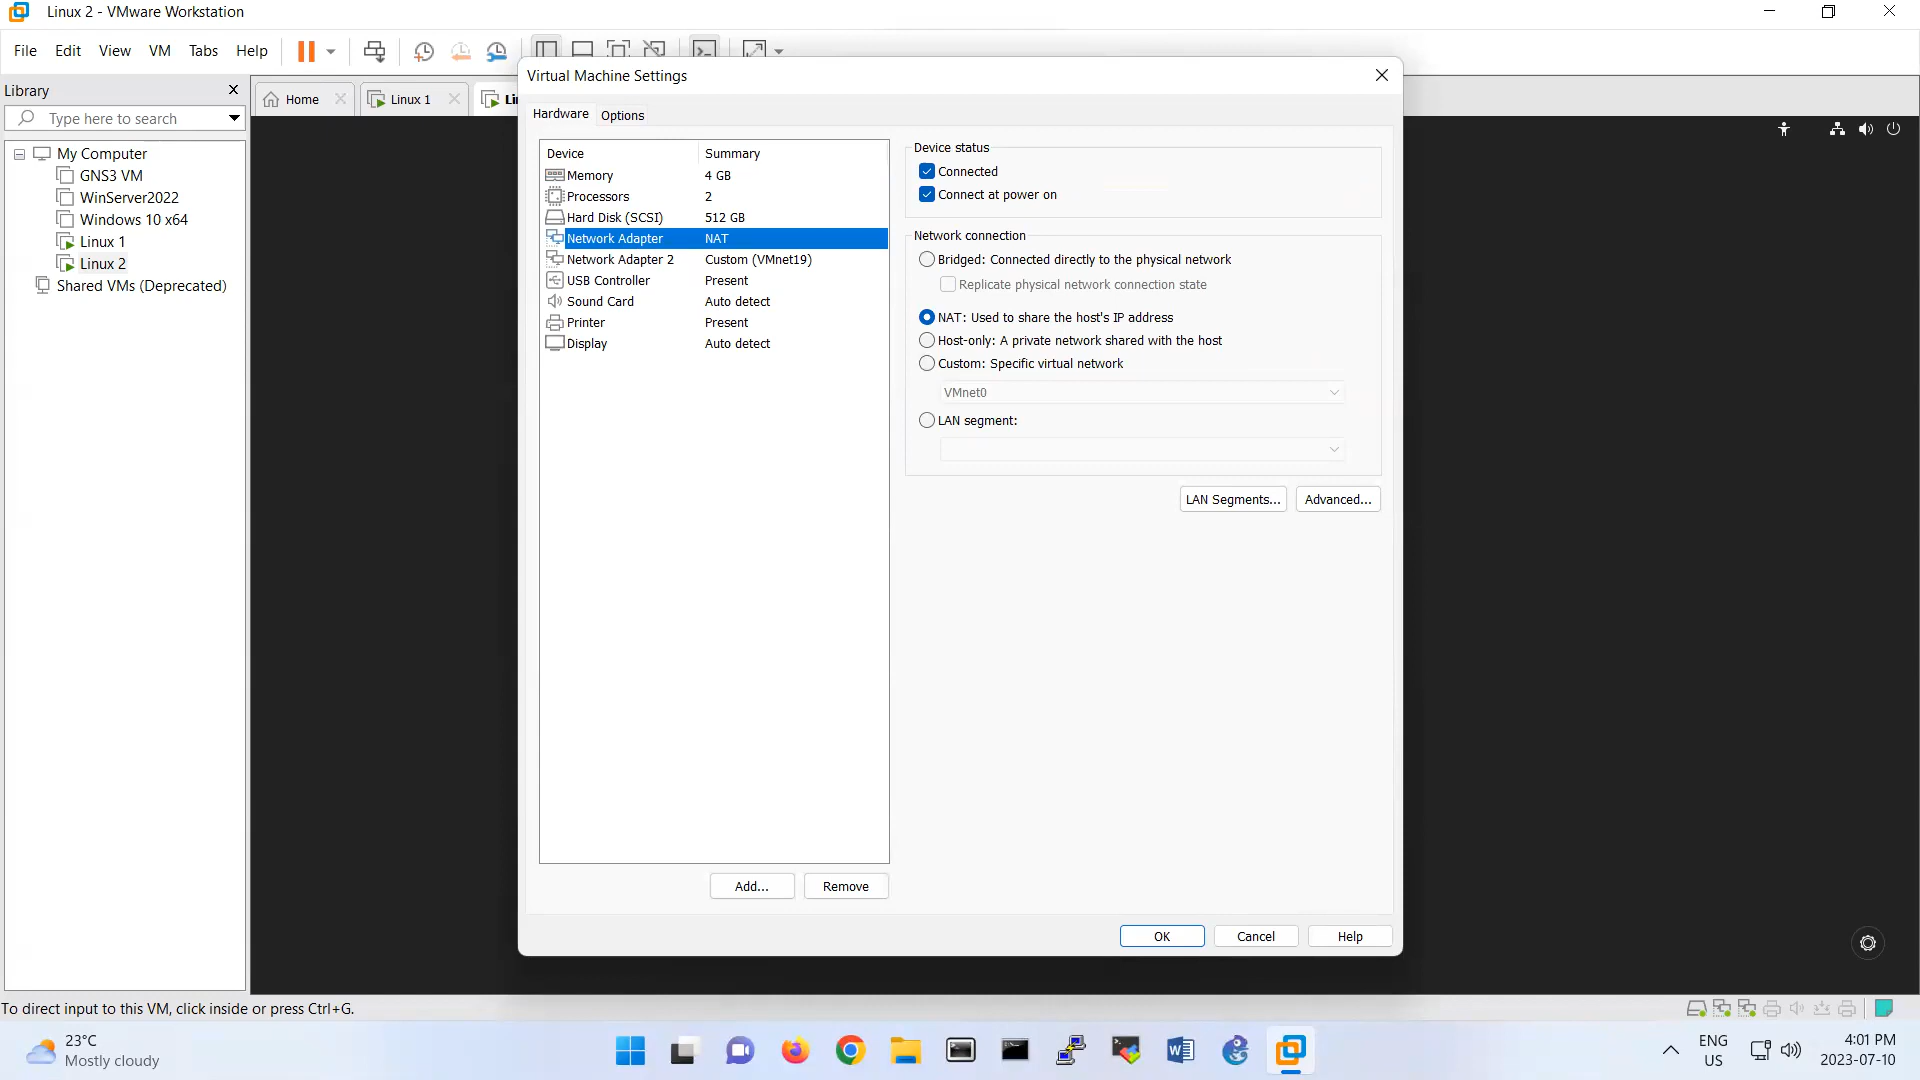 Linux 2 - VMware Workstation
File Edit View VM Tabs Help
Virtual Machine Settings
Library
Home
Linux 1
Li
Hardware
Options
Type here to search
My Computer
GNS3 VM
WinServer2022
Windows 10 x64
Linux 1
Linux 2
Shared VMs (Deprecated)
Device Summary
Memory 4 GB
Processors 2
Hard Disk (SCSI) 512 GB
Network Adapter NAT
Network Adapter 2 Custom (VMnet19)
USB Controller Present
Sound Card Auto detect
Printer Present
Display Auto detect
Device status
Connected
Connect at power on
Network connection
Bridged: Connected directly to the physical network
Replicate physical network connection state
NAT: Used to share the host's IP address
Host-only: A private network shared with the host
Custom: Specific virtual network
VMnet0
LAN segment:
LAN Segments... Advanced...
Add... Remove
OK Cancel Help
To direct input to this VM, click inside or press Ctrl+G.
23°C
Mostly cloudy
ENG
US
4:01 PM
2023-07-10